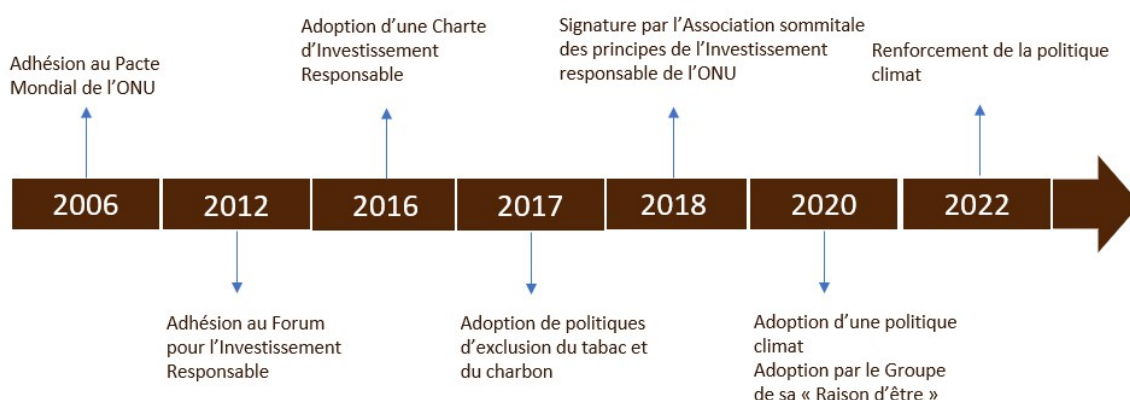 Adhésion au Pacte
Mondial de l’ONU
Adoption d’une Charte
d’Investissement
Responsable
Signature par l’Association sommitale
des principes de l’Investissement
responsable de l’ONU
Renforcement de la politique
climat
2006
2012
2016
2017
2018
2020
2022
Adhésion au Forum
pour l’Investissement
Responsable
Adoption de politiques
d’exclusion du tabac et
du charbon
Adoption d’une politique
climat
Adoption par le Groupe
de sa « Raison d’être »